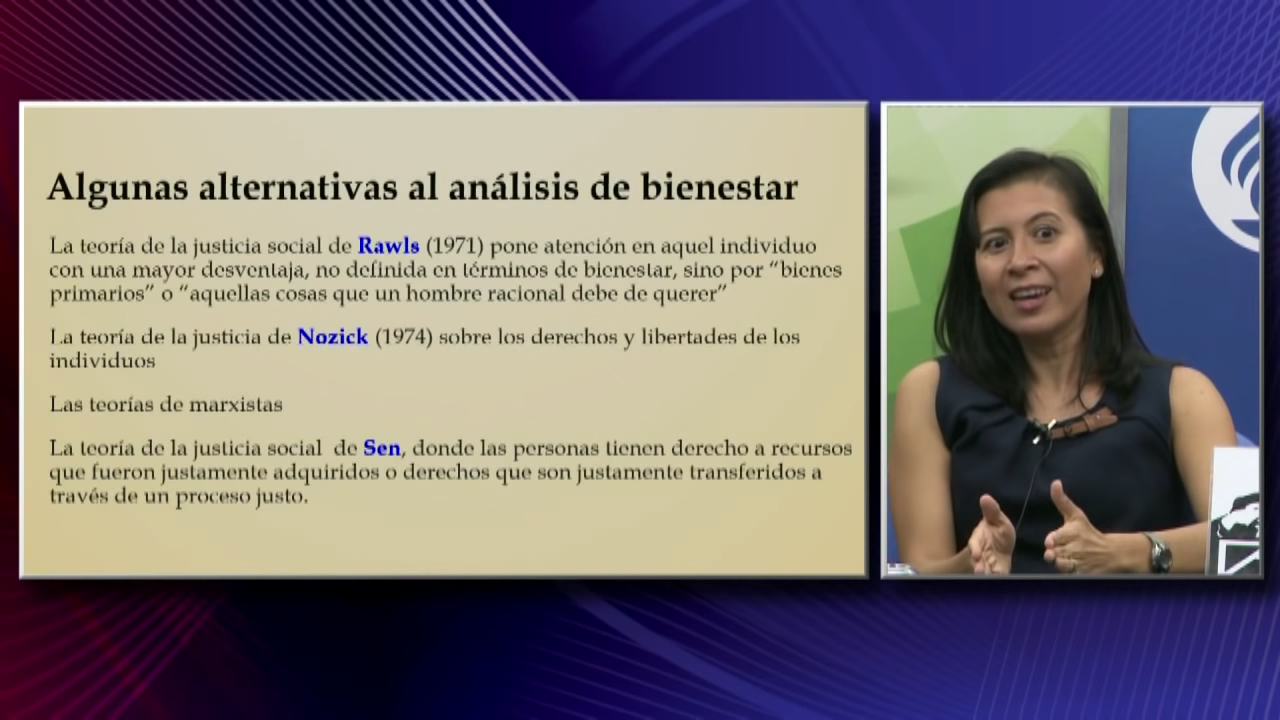 Algunas alternativas al análisis de bienestar
La teoría de la justicia social de Rawls (1971) pone atención en aquel individuo
con una mayor desventaja, no definida en términos de bienestar, sino por “bienes
primarios” o “aquellas cosas que un hombre racional debe de querer”
La teoría de la justicia de Nozick (1974) sobre los derechos y libertades de los
individuos
Las teorías de marxistas
La teoría de la justicia social de Sen, donde las personas tienen derecho a recursos
que fueron justamente adquiridos o derechos que son justamente transferidos a
través de un proceso justo.